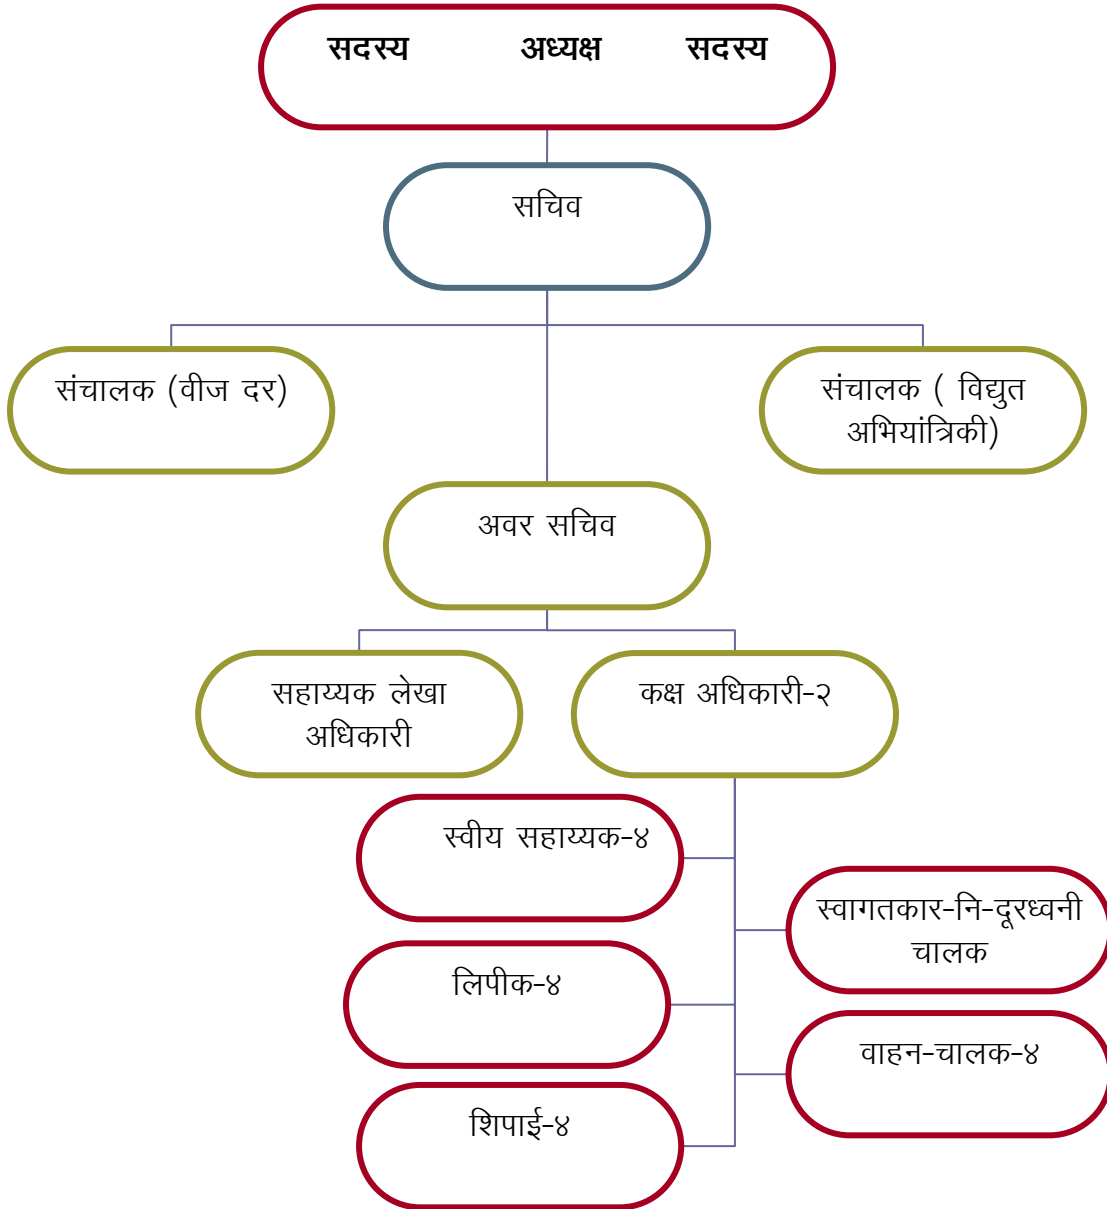 सदस्य अध्यक्ष सदस्य
सचिव
संचालक (वीज दर)
संचालक ( विद्युत
अभियांत्रिकी)
अवर सचिव
सहाय्यक लेखा
अधिकारी
कक्ष अधिकारी-२
स्वीय सहाय्यक-४
स्वागतकार-नि-दूरध्वनी
चालक
लिपीक-४
वाहन-चालक-४
शिपाई-४